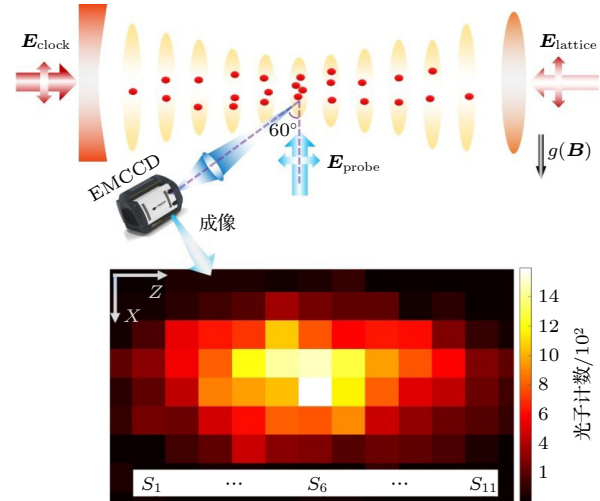 E_clock
E_lattice
60°
E_probe
g(B)
EMCCD
成像
Z
X
14
12
10
8
6
4
2
1
光子计数/10²
S₁ ⋯ S₆ ⋯ S₁₁